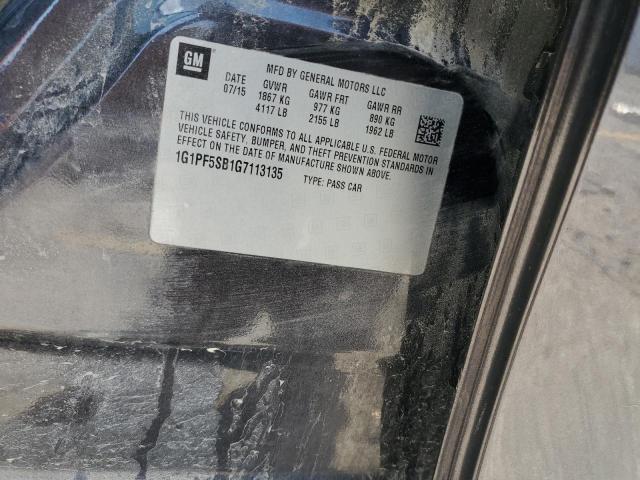 GM
MFD BY GENERAL MOTORS LLC
DATE GVWR GAWR FRT GAWR RR
07/15 1867 KG 977 KG 890 KG
4117 LB 2155 LB 1962 LB
THIS VEHICLE CONFORMS TO ALL APPLICABLE U.S. FEDERAL MOTOR
VEHICLE SAFETY, BUMPER, AND THEFT PREVENTION STANDARDS IN
EFFECT ON THE DATE OF MANUFACTURE SHOWN ABOVE.
1G1PF5SB1G7113135 TYPE: PASS CAR